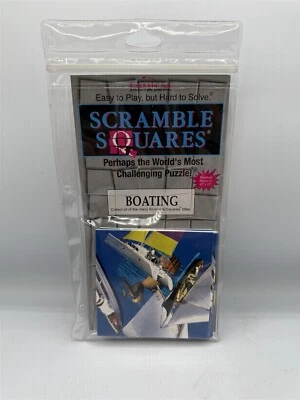 Easy to Play, but Hard to Solve.®
SCRAMBLE
SQUARES®
Perhaps the World's Most
Challenging Puzzle!
BOATING